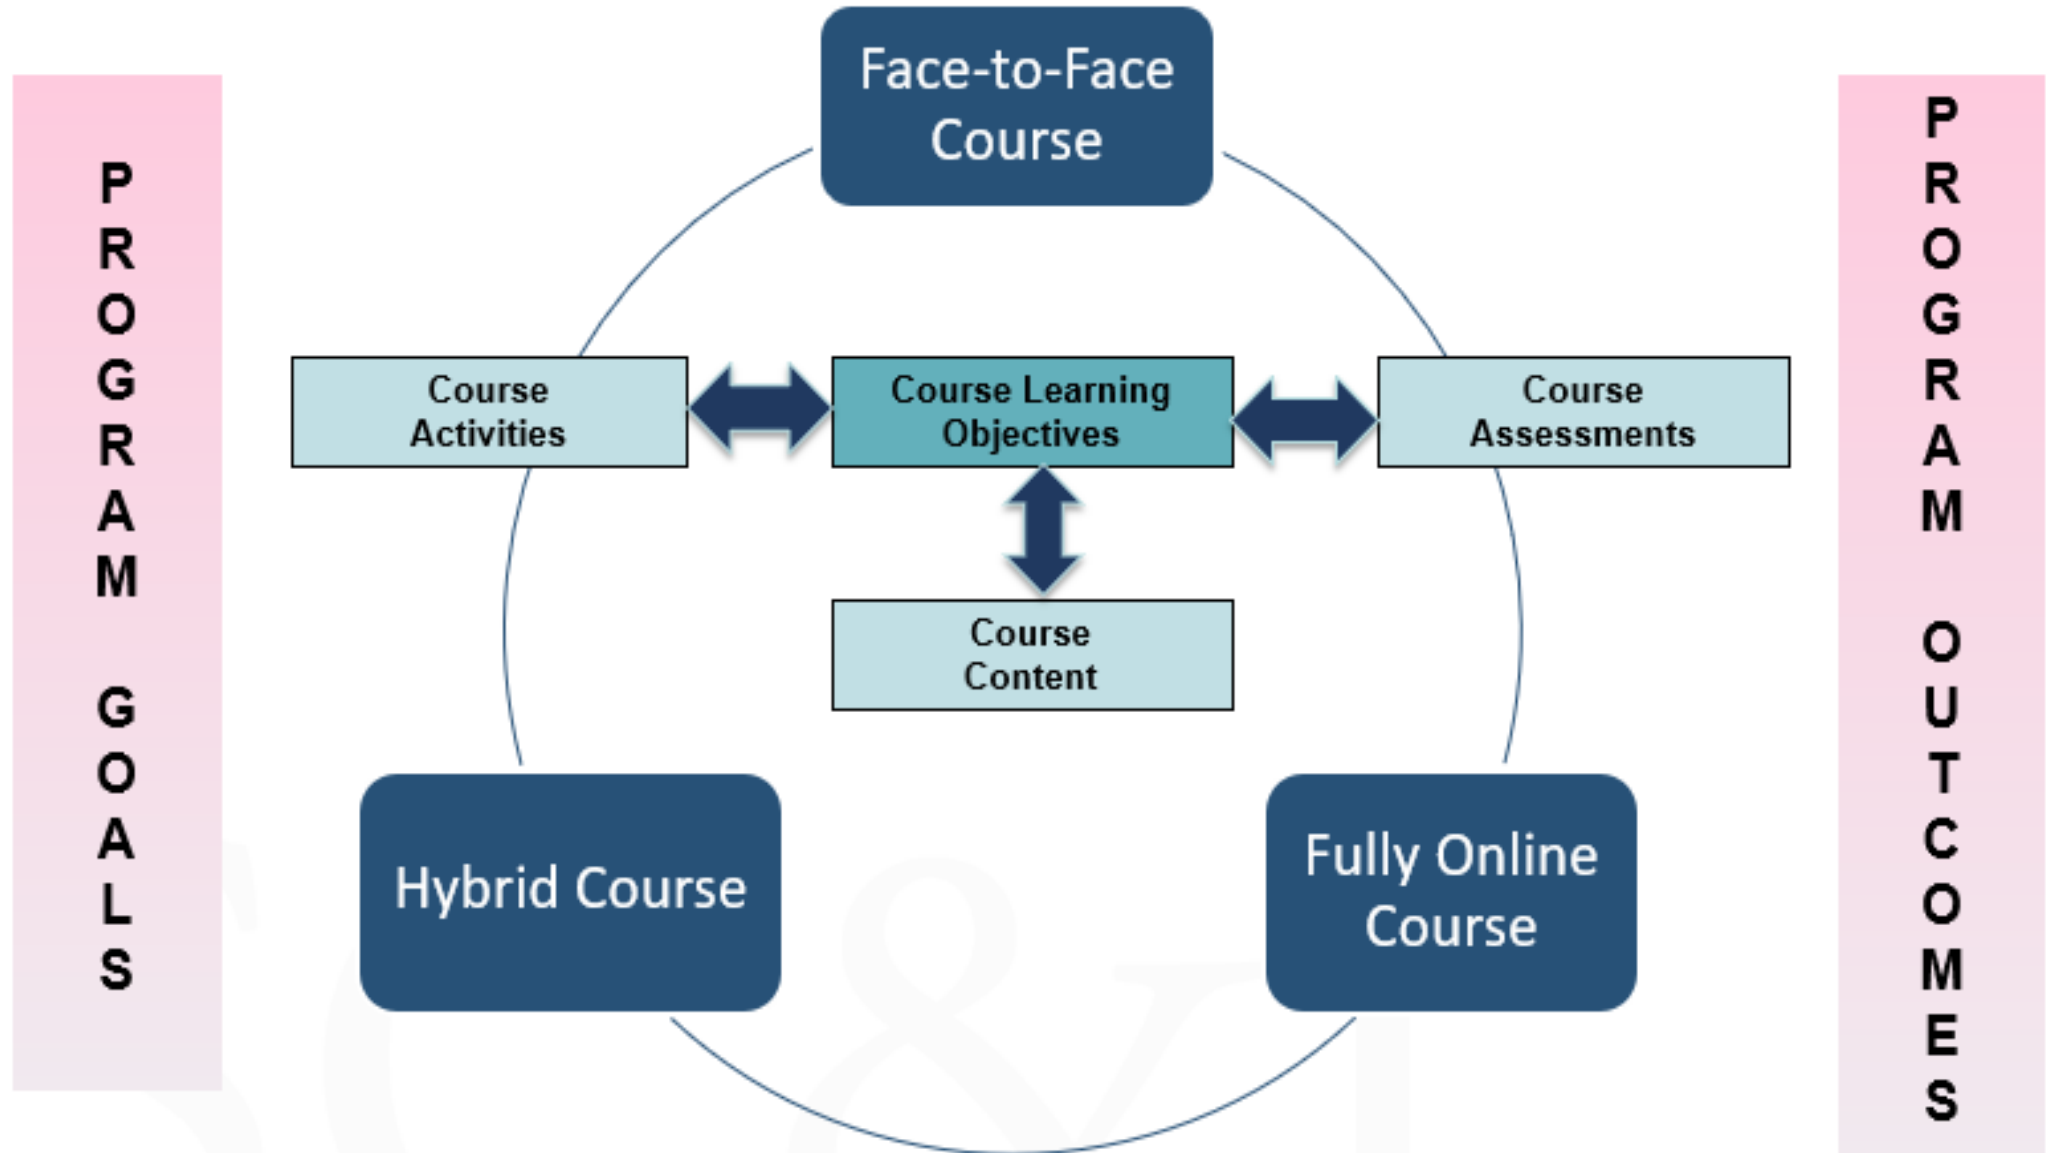 PROGRAM GOALS
Face-to-Face
Course
Course
Activities
Course Learning
Objectives
Course
Assessments
Course
Content
Hybrid Course
Fully Online
Course
PROGRAM OUTCOMES